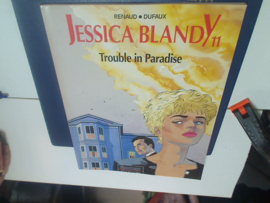 RENAUD • DUFAUX
JESSICA BLANDY 11
Trouble in Paradise